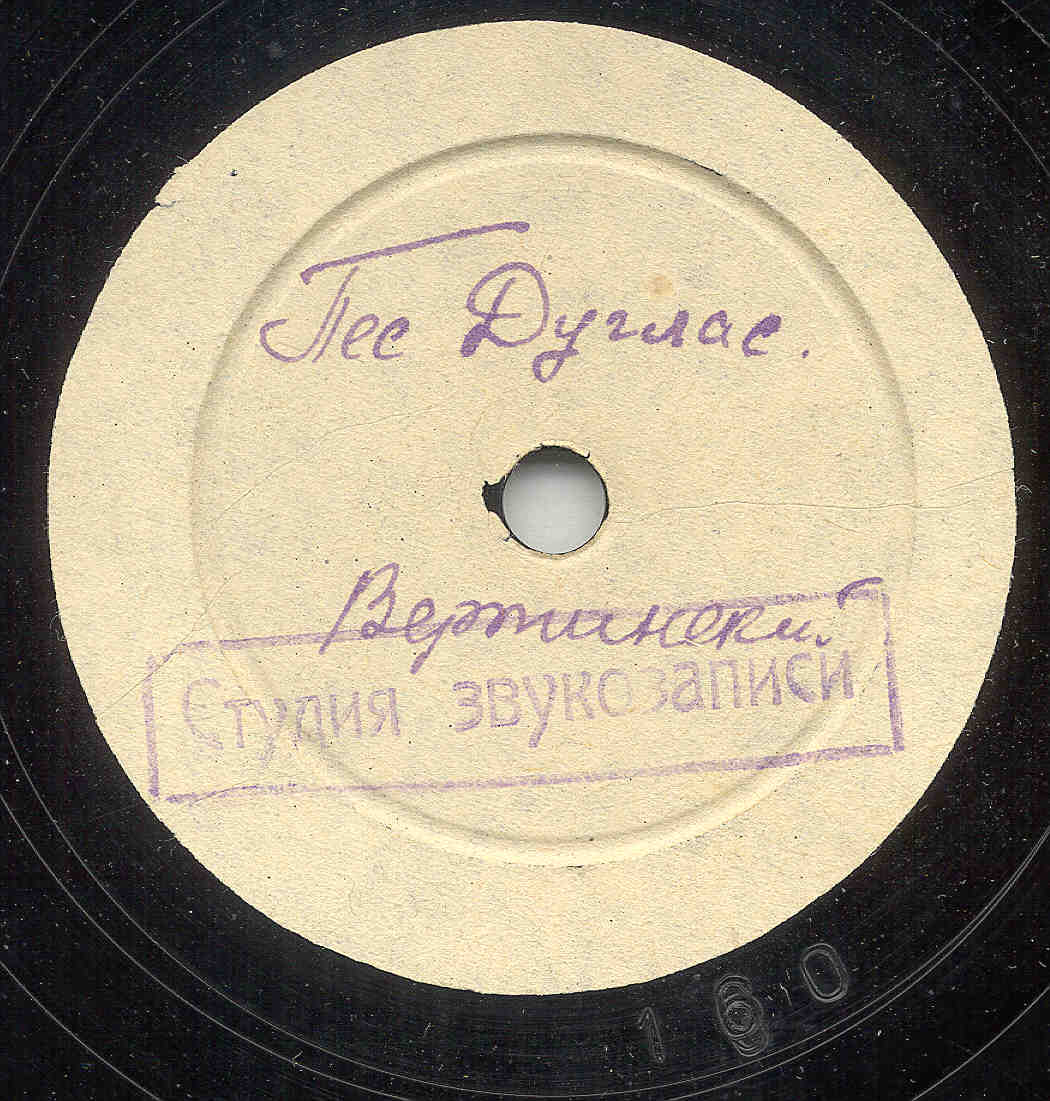 Пес Дуглас.
Вертинский
Студия звукозаписи
160